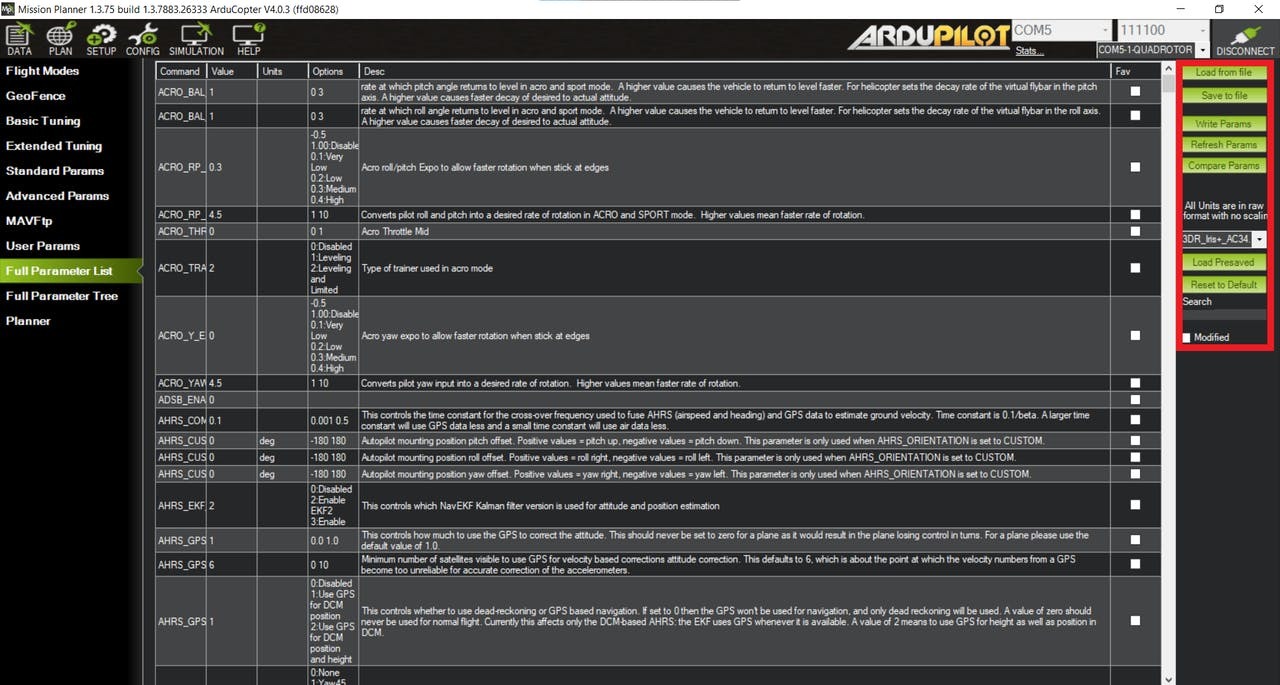 Mission Planner 1.3.75 build 1.3.7883.26333 ArduCopter V4.0.3 (ffd08628)
DATA PLAN SETUP CONFIG SIMULATION HELP
ARDUPILOT
COM5
111100
Stats...
COM5-1-QUADROTOR
DISCONNECT
Flight Modes
GeoFence
Basic Tuning
Extended Tuning
Standard Params
Advanced Params
MAVFtp
User Params
Full Parameter List
Full Parameter Tree
Planner
Command Value Units Options Desc Fav
ACRO_BAL 1 0 3 rate at which pitch angle returns to level in acro and sport mode. A higher value causes the vehicle to return to level faster. For helicopter sets the decay rate of the virtual flybar in the pitch
axis. A higher value causes faster decay of desired to actual attitude.
ACRO_BAL 1 0 3 rate at which roll angle returns to level in acro and sport mode. A higher value causes the vehicle to return to level faster. For helicopter sets the decay rate of the virtual flybar in the roll axis.
A higher value causes faster decay of desired to actual attitude.
-0.5
1.00:Disable
0.1:Very
ACRO_RP_ 0.3 Low Acro roll/pitch Expo to allow faster rotation when stick at edges
0.2:Low
0.3:Medium
0.4:High
ACRO_RP_ 4.5 1 10 Converts pilot roll and pitch into a desired rate of rotation in ACRO and SPORT mode. Higher values mean faster rate of rotation.
ACRO_THR 0 0 1 Acro Throttle Mid
0:Disabled
1:Leveling
ACRO_TRA 2 2:Leveling Type of trainer used in acro mode
and
Limited
-0.5
1.00:Disable
0.1:Very
ACRO_Y_E 0 Low Acro yaw expo to allow faster rotation when stick at edges
0.2:Low
0.3:Medium
0.4:High
ACRO_YAW 4.5 1 10 Converts pilot yaw input into a desired rate of rotation. Higher values mean faster rate of rotation.
ADSB_ENA 0
AHRS_COM 0.1 0.001 0.5 This controls the time constant for the cross-over frequency used to fuse AHRS (airspeed and heading) and GPS data to estimate ground velocity. Time constant is 0.1/beta. A larger time
constant will use GPS data less and a small time constant will use air data less.
AHRS_CUS 0 deg -180 180 Autopilot mounting position pitch offset. Positive values = pitch up, negative values = pitch down. This parameter is only used when AHRS_ORIENTATION is set to CUSTOM.
AHRS_CUS 0 deg -180 180 Autopilot mounting position roll offset. Positive values = roll right, negative values = roll left. This parameter is only used when AHRS_ORIENTATION is set to CUSTOM.
AHRS_CUS 0 deg -180 180 Autopilot mounting position yaw offset. Positive values = yaw right, negative values = yaw left. This parameter is only used when AHRS_ORIENTATION is set to CUSTOM.
0:Disabled
2:Enable
AHRS_EKF 2 EKF2 This controls which NavEKF Kalman filter version is used for attitude and position estimation
3:Enable
AHRS_GPS 1 0.0 1.0 This controls how much to use the GPS to correct the attitude. This should never be set to zero for a plane as it would result in the plane losing control in turns. For a plane please use the
default value of 1.0.
AHRS_GPS 6 0 10 Minimum number of satellites visible to use GPS for velocity based corrections attitude correction. This defaults to 6, which is about the point at which the velocity numbers from a GPS
become too unreliable for accurate correction of the accelerometers.
0:Disabled
1:Use GPS
for DCM
position
AHRS_GPS 1 2:Use GPS This controls whether to use dead-reckoning or GPS based navigation. If set to 0 then the GPS won't be used for navigation, and only dead reckoning will be used. A value of zero should
for DCM never be used for normal flight. Currently this affects only the DCM-based AHRS: the EKF uses GPS whenever it is available. A value of 2 means to use GPS for height as well as position in
position DCM.
and height
0:None
1:Yaw45
Load from file
Save to file
Write Params
Refresh Params
Compare Params
All Units are in raw
format with no scalin
3DR_Iris+_AC34.
Load Presaved
Reset to Default
Search
Modified